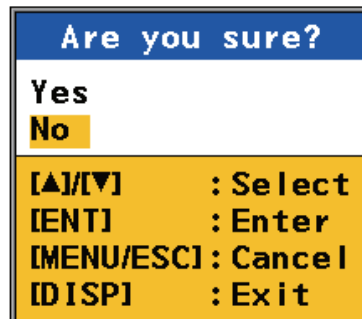 Are you sure?
Yes
No
[▲]/[▼] :Select
[ENT] :Enter
[MENU/ESC]:Cancel
[DISP] :Exit